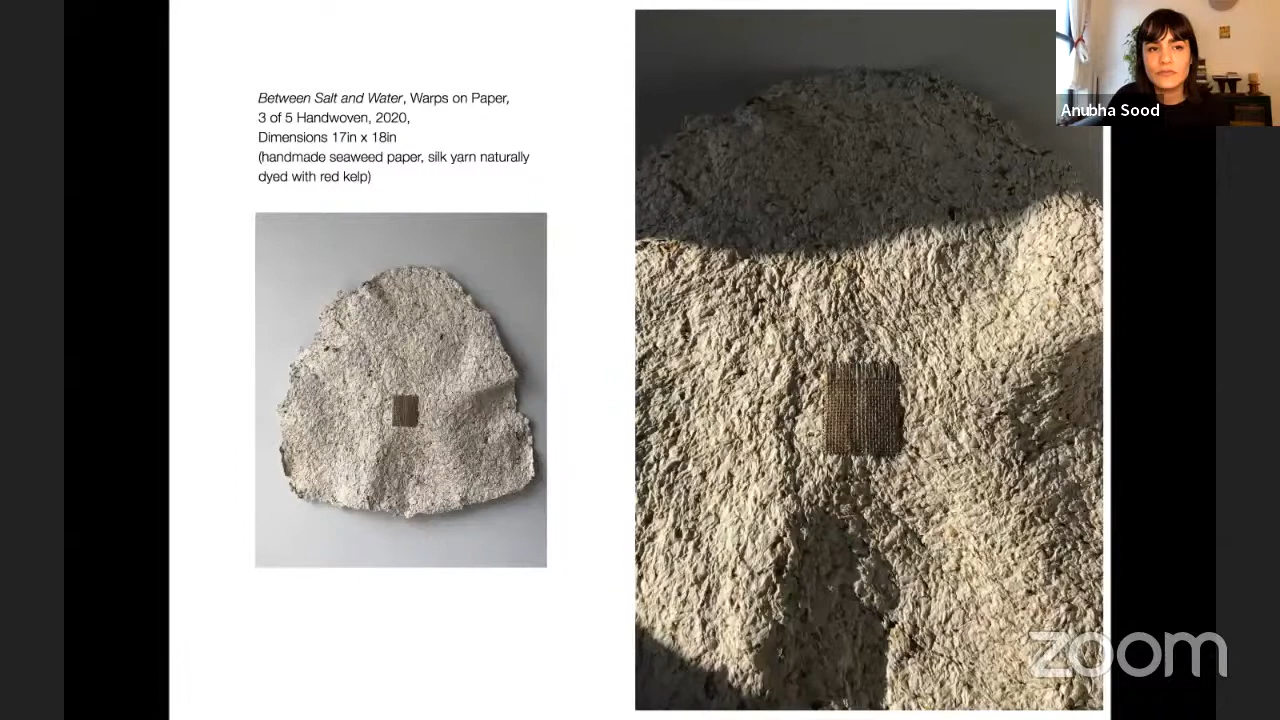 Between Salt and Water, Warps on Paper,
3 of 5 Handwoven, 2020,
Dimensions 17in x 18in
(handmade seaweed paper, silk yarn naturally
dyed with red kelp)
Anubha Sood
zoom